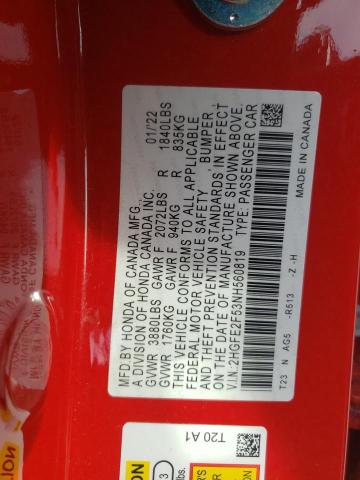 MFD.BY HONDA OF CANADA MFG. 01/22
A DIVISION OF HONDA CANADA INC.
GVWR 3880LBS GAWR F 2072LBS R 1840LBS
GVWR 1760KG GAWR F 940KG R 835KG
THIS VEHICLE CONFORMS TO ALL APPLICABLE
FEDERAL MOTOR VEHICLE SAFETY, BUMPER,
AND THEFT PREVENTION STANDARDS IN EFFECT
ON THE DATE OF MANUFACTURE SHOWN ABOVE.
V.I.N.:2HGFE2F53NH560819 TYPE:PASSENGER CAR
T23 N AG5 -R513 -Z -H MADE IN CANADA
T20 A1